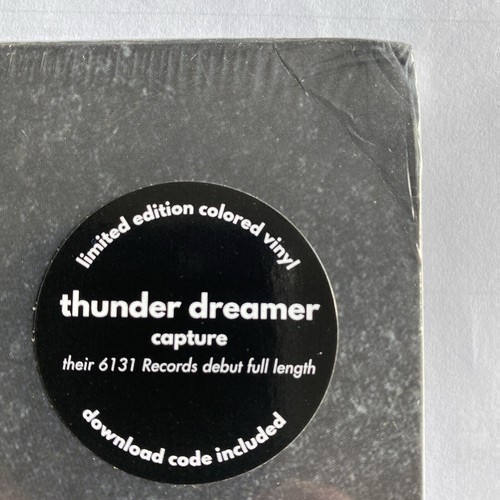 limited edition colored vinyl
thunder dreamer
capture
their 6131 Records debut full length
download code included